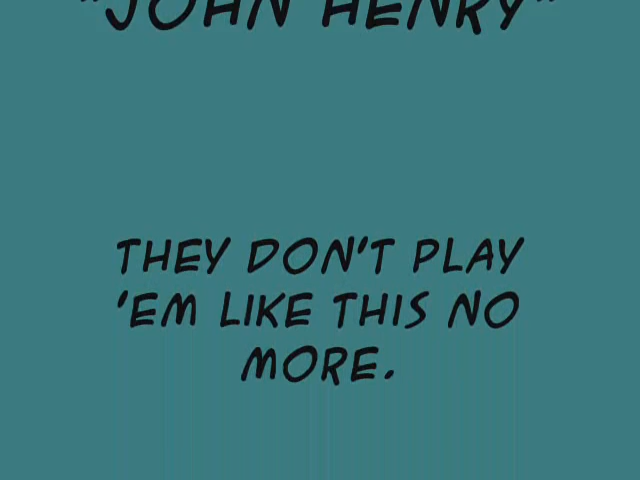 "JOHN HENRY"
THEY DON'T PLAY
'EM LIKE THIS NO
MORE.